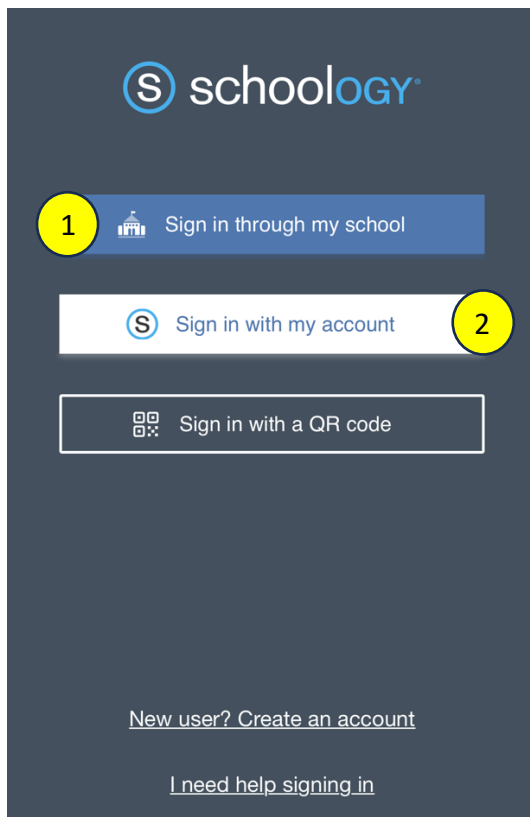 S schoology
1 Sign in through my school
S Sign in with my account 2
Sign in with a QR code
New user? Create an account
I need help signing in